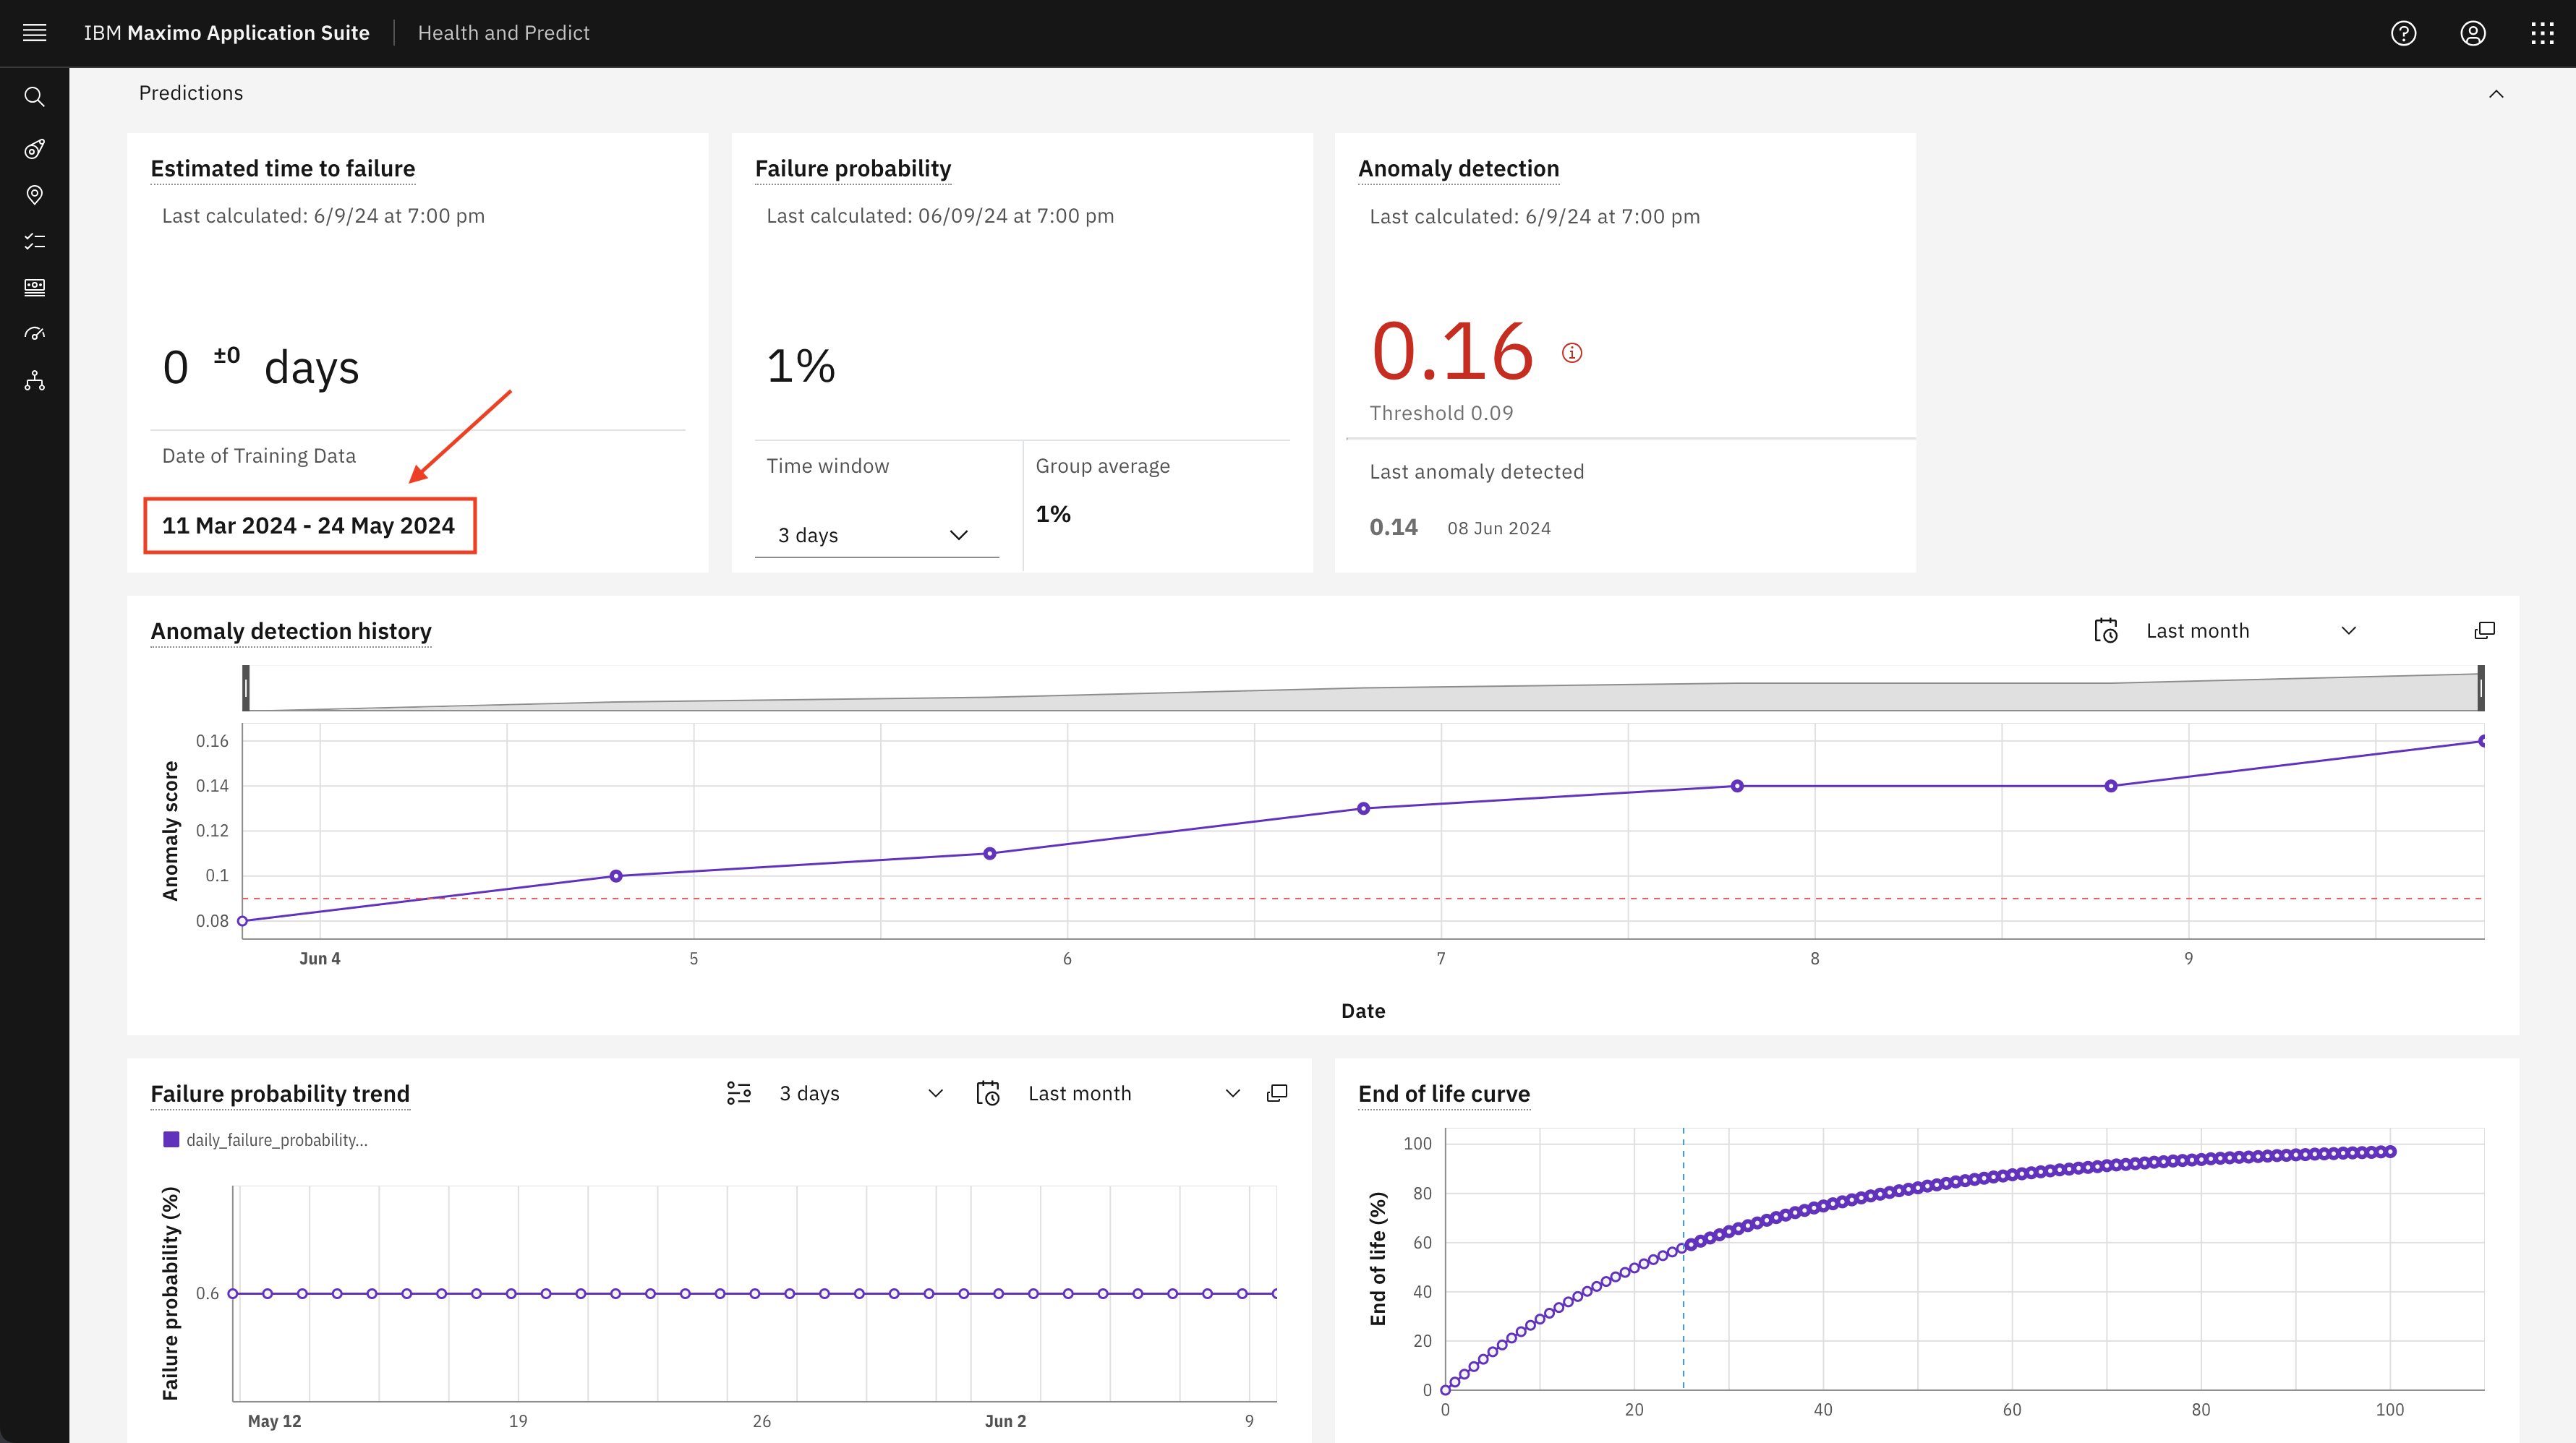 IBM Maximo Application Suite | Health and Predict
Predictions
Estimated time to failure
Last calculated: 6/9/24 at 7:00 pm
0 ±0 days
Date of Training Data
11 Mar 2024 - 24 May 2024
Failure probability
Last calculated: 06/09/24 at 7:00 pm
1%
Time window
3 days
Group average
1%
Anomaly detection
Last calculated: 6/9/24 at 7:00 pm
0.16
Threshold 0.09
Last anomaly detected
0.14 08 Jun 2024
Anomaly detection history
Last month
Anomaly score
0.16
0.14
0.12
0.1
0.08
Jun 4 5 6 7 8 9
Date
Failure probability trend
3 days
Last month
daily_failure_probability...
Failure probability (%)
0.6
May 12 19 26 Jun 2 9
End of life curve
End of life (%)
100
80
60
40
20
0
0 20 40 60 80 100